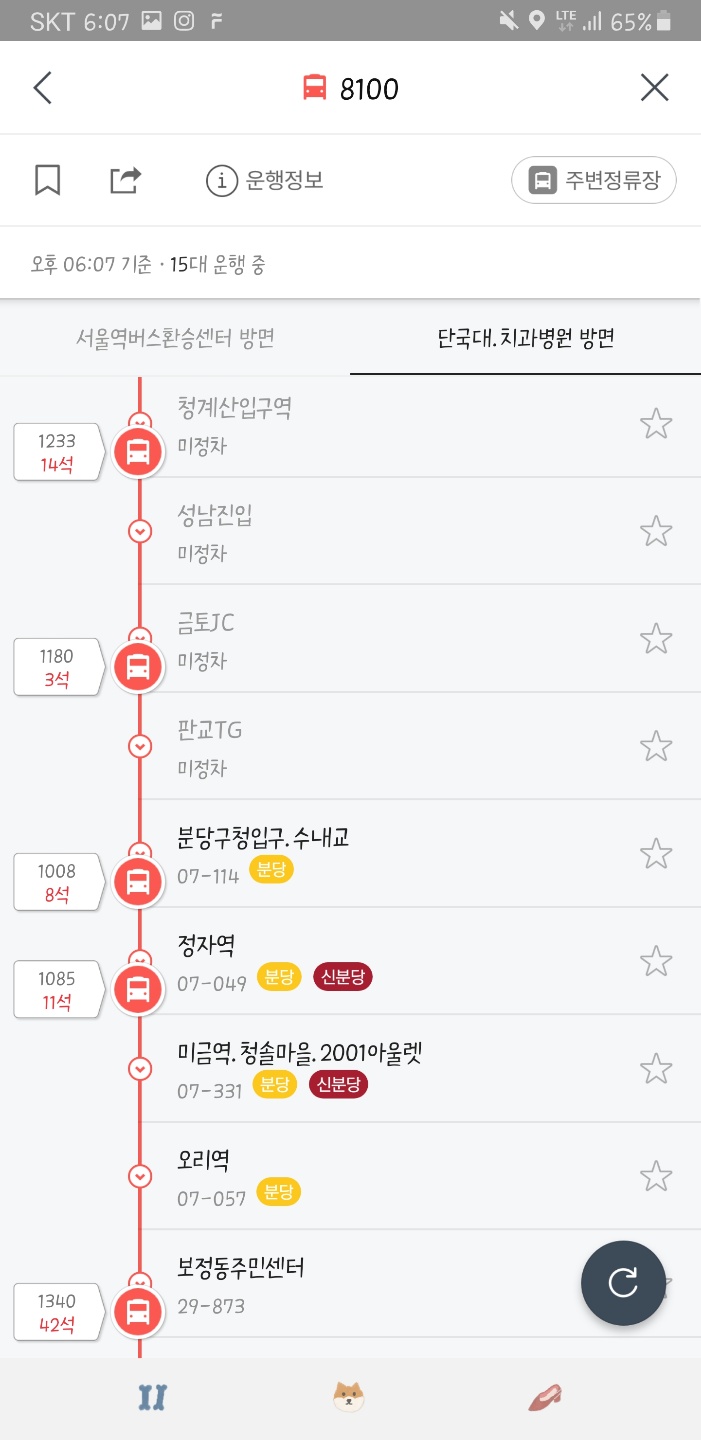 SKT 6:07 LTE 65%
8100
운행정보 주변정류장
오후 06:07 기준 · 15대 운행 중
서울역버스환승센터 방면 단국대.치과병원 방면
청계산입구역
1233
14석
미정차
성남진입
미정차
금토JC
1180
3석
미정차
판교TG
미정차
분당구청입구.수내교
1008
8석
07-114 분당
정자역
1085
11석
07-049 분당 신분당
미금역.청솔마을.2001아울렛
07-331 분당 신분당
오리역
07-057 분당
보정동주민센터
1340
42석
29-873